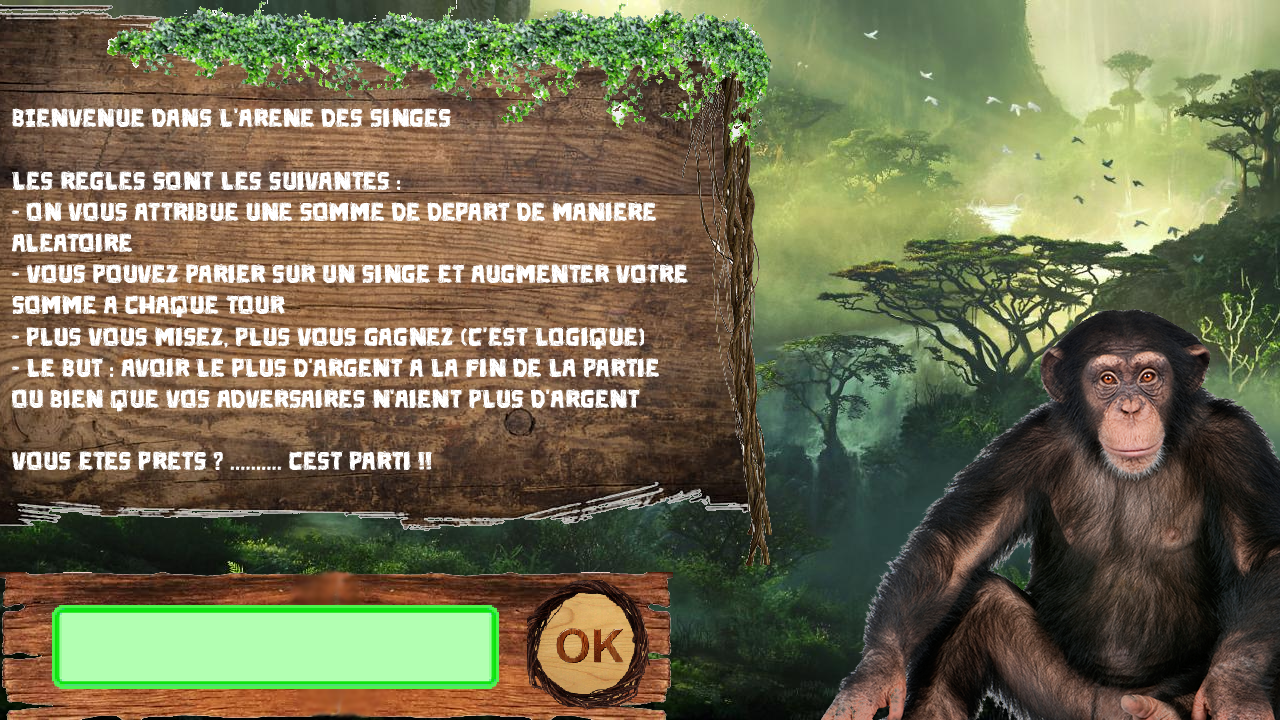 BIENVENUE DANS L'ARENE DES SINGES
LES REGLES SONT LES SUIVANTES :
- ON VOUS ATTRIBUE UNE SOMME DE DEPART DE MANIERE
ALEATOIRE
- VOUS POUVEZ PARIER SUR UN SINGE ET AUGMENTER VOTRE
SOMME A CHAQUE TOUR
- PLUS VOUS MISEZ, PLUS VOUS GAGNEZ (C'EST LOGIQUE)
- LE BUT : AVOIR LE PLUS D'ARGENT A LA FIN DE LA PARTIE
OU BIEN QUE VOS ADVERSAIRES N'AIENT PLUS D'ARGENT
VOUS ETES PRETS ? .......... C'EST PARTI !!
OK